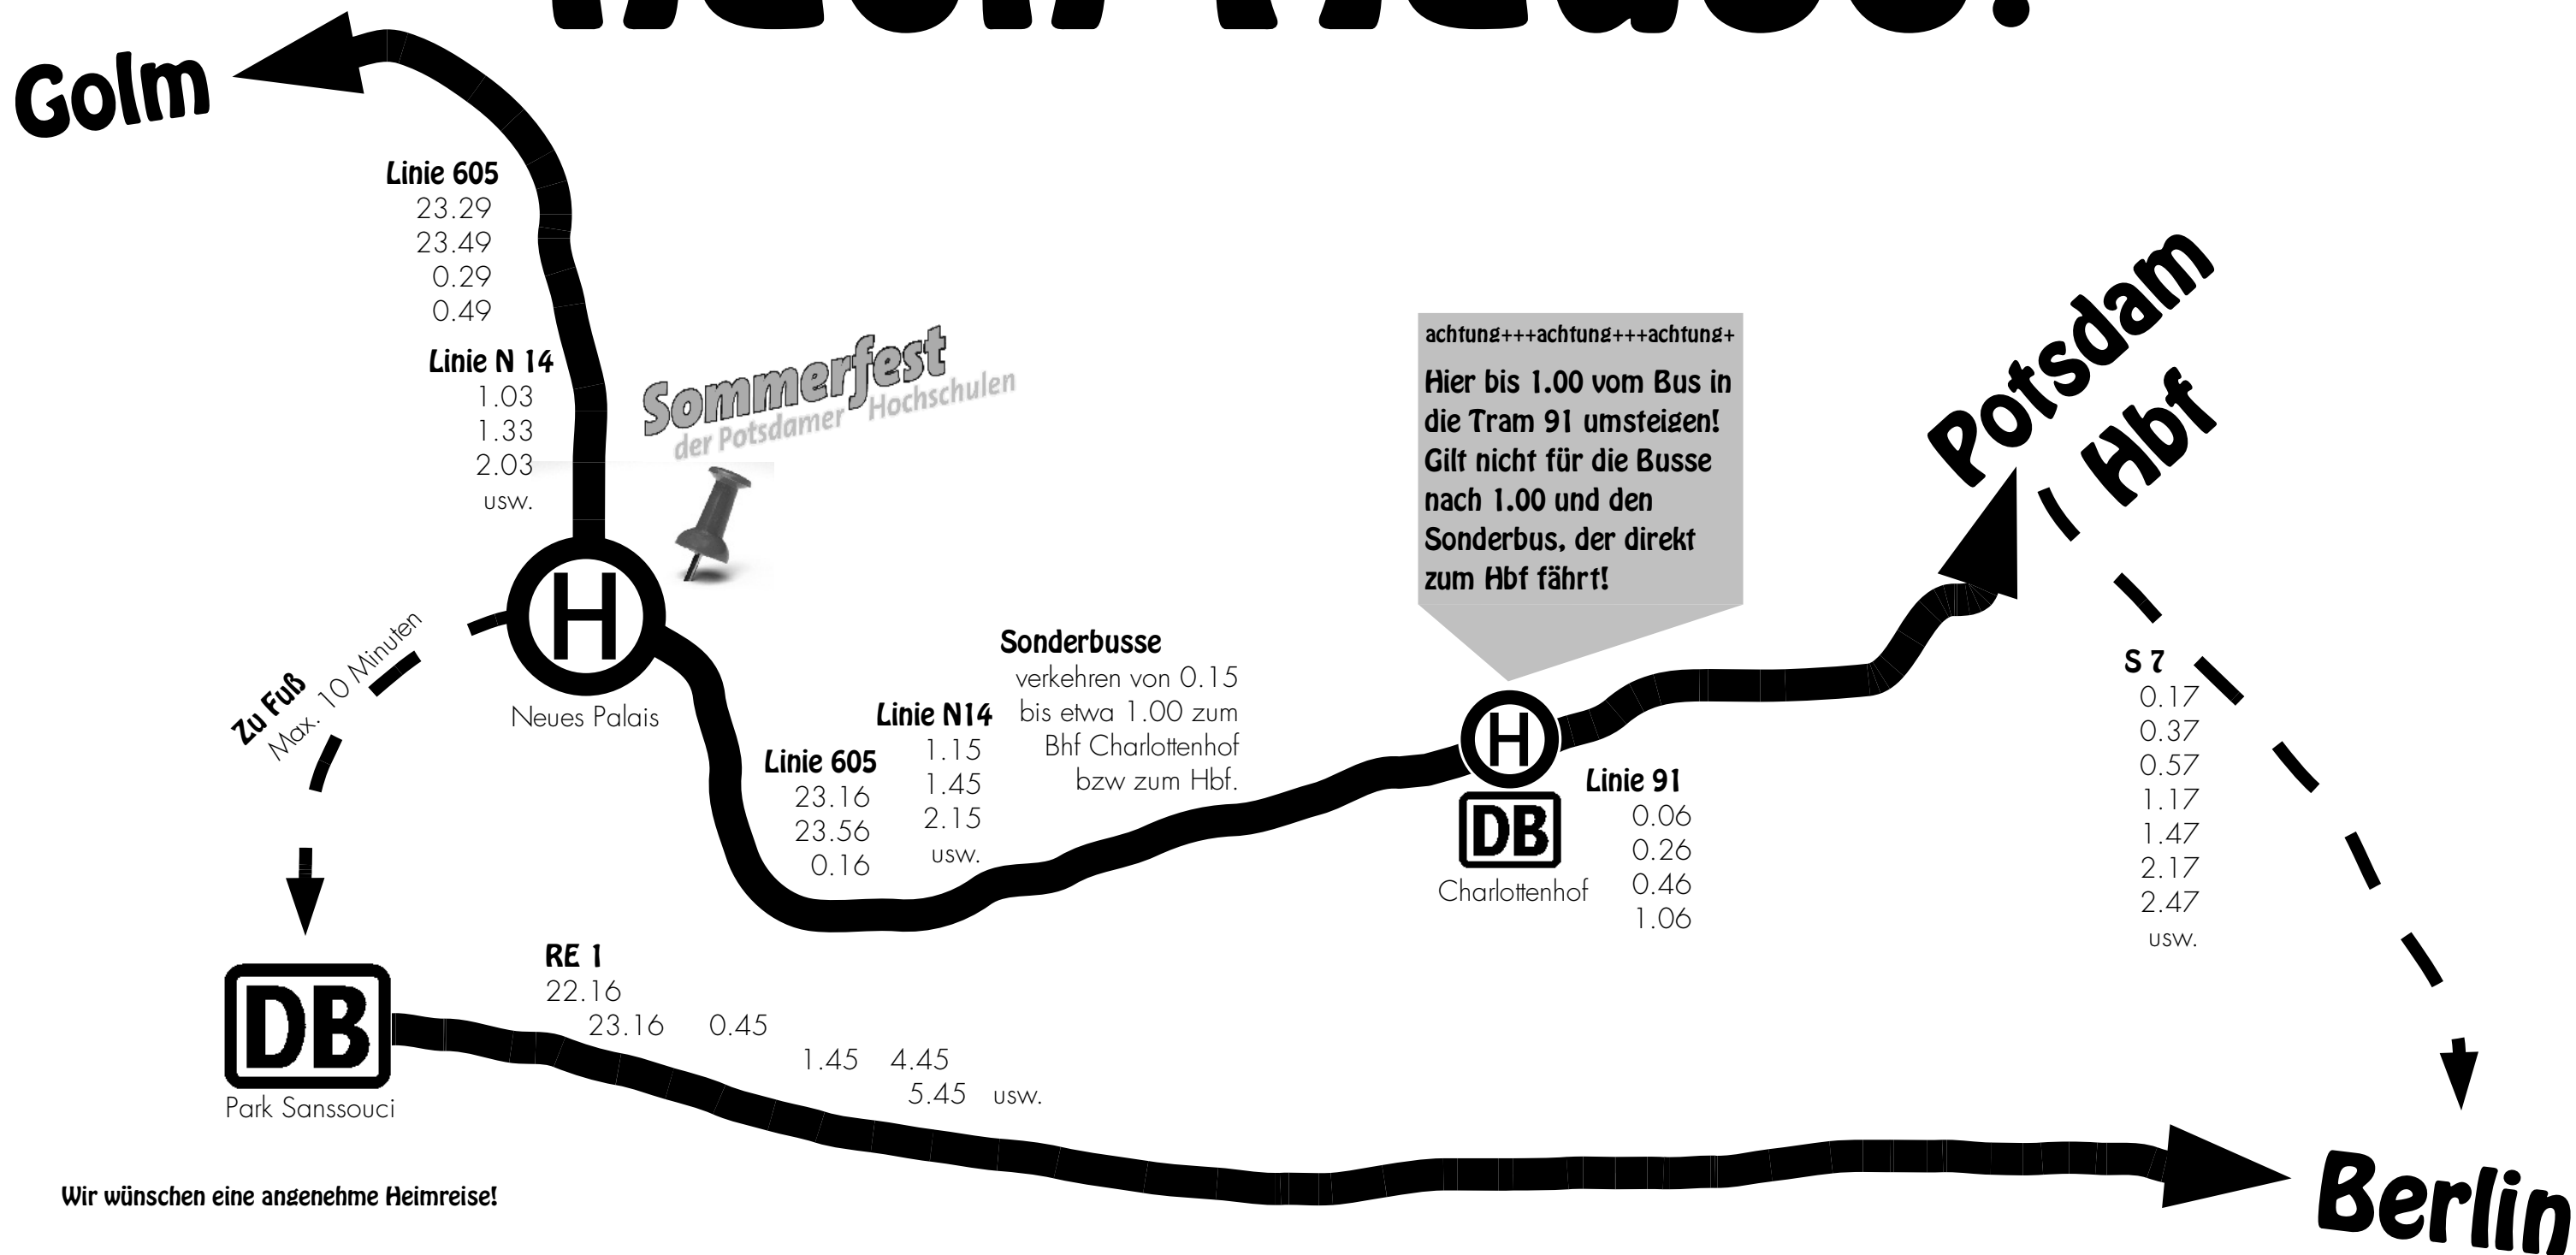 Golm
Linie 605
23.29
23.49
0.29
0.49
Linie N 14
1.03
1.33
2.03
usw.
Sommerfest
der Potsdamer Hochschulen
achtung+++achtung+++achtung+
Hier bis 1.00 vom Bus in
die Tram 91 umsteigen!
Gilt nicht für die Busse
nach 1.00 und den
Sonderbus, der direkt
zum Hbf fährt!
Potsdam
Hbf
H
Neues Palais
Zu Fuß
Max. 10 Minuten
Linie 605
23.16
23.56
0.16
Linie N14
1.15
1.45
2.15
usw.
Sonderbusse
verkehren von 0.15
bis etwa 1.00 zum
Bhf Charlottenhof
bzw zum Hbf.
H
DB
Charlottenhof
Linie 91
0.06
0.26
0.46
1.06
S 7
0.17
0.37
0.57
1.17
1.47
2.17
2.47
usw.
DB
Park Sanssouci
RE 1
22.16
23.16 0.45
1.45 4.45
5.45 usw.
Berlin
Wir wünschen eine angenehme Heimreise!